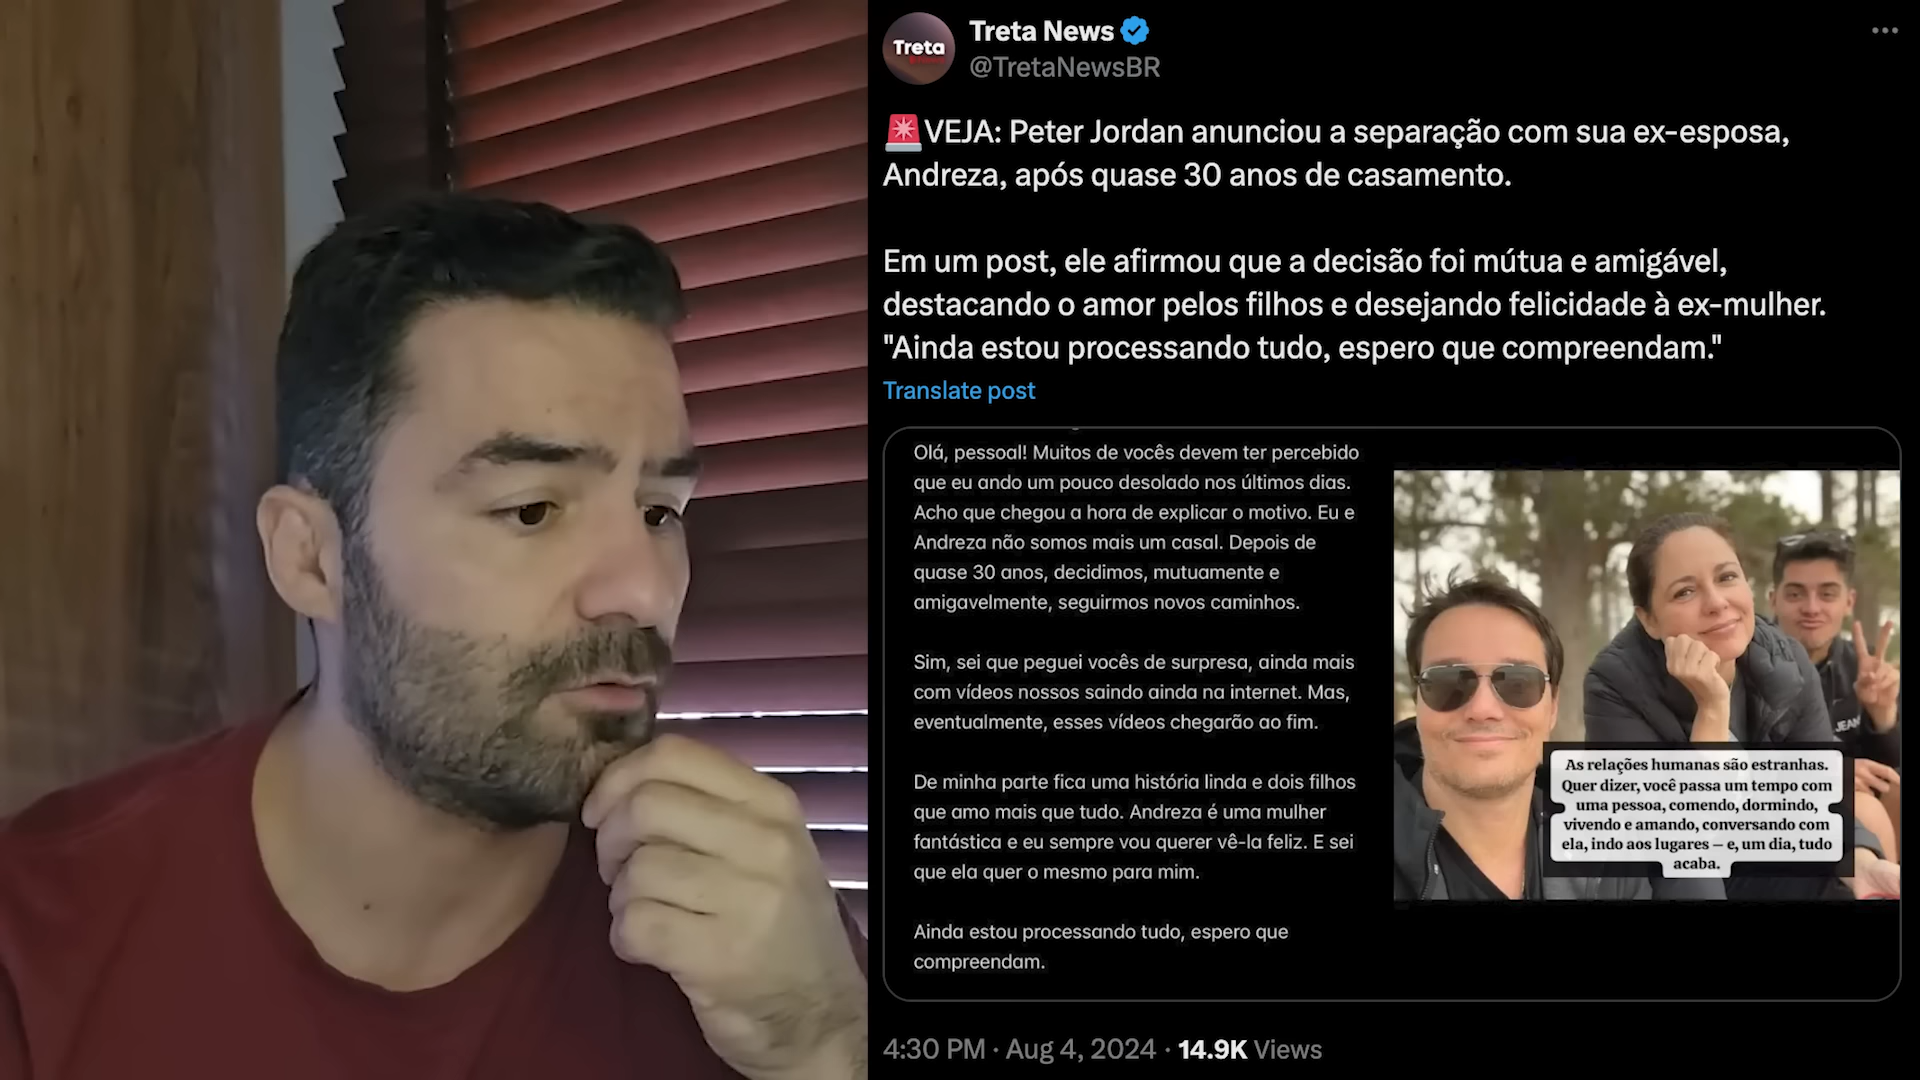 Treta
Treta News
@TretaNewsBR
VEJA: Peter Jordan anunciou a separação com sua ex-esposa,
Andreza, após quase 30 anos de casamento.
Em um post, ele afirmou que a decisão foi mútua e amigável,
destacando o amor pelos filhos e desejando felicidade à ex-mulher.
"Ainda estou processando tudo, espero que compreendam."
Translate post
Olá, pessoal! Muitos de vocês devem ter percebido
que eu ando um pouco desolado nos últimos dias.
Acho que chegou a hora de explicar o motivo. Eu e
Andreza não somos mais um casal. Depois de
quase 30 anos, decidimos, mutuamente e
amigavelmente, seguirmos novos caminhos.
Sim, sei que peguei vocês de surpresa, ainda mais
com vídeos nossos saindo ainda na internet. Mas,
eventualmente, esses vídeos chegarão ao fim.
De minha parte fica uma história linda e dois filhos
que amo mais que tudo. Andreza é uma mulher
fantástica e eu sempre vou querer vê-la feliz. E sei
que ela quer o mesmo para mim.
Ainda estou processando tudo, espero que
compreendam.
JEAN
As relações humanas são estranhas.
Quer dizer, você passa um tempo com
uma pessoa, comendo, dormindo,
vivendo e amando, conversando com
ela, indo aos lugares — e, um dia, tudo
acaba.
4:30 PM · Aug 4, 2024 · 14.9K Views